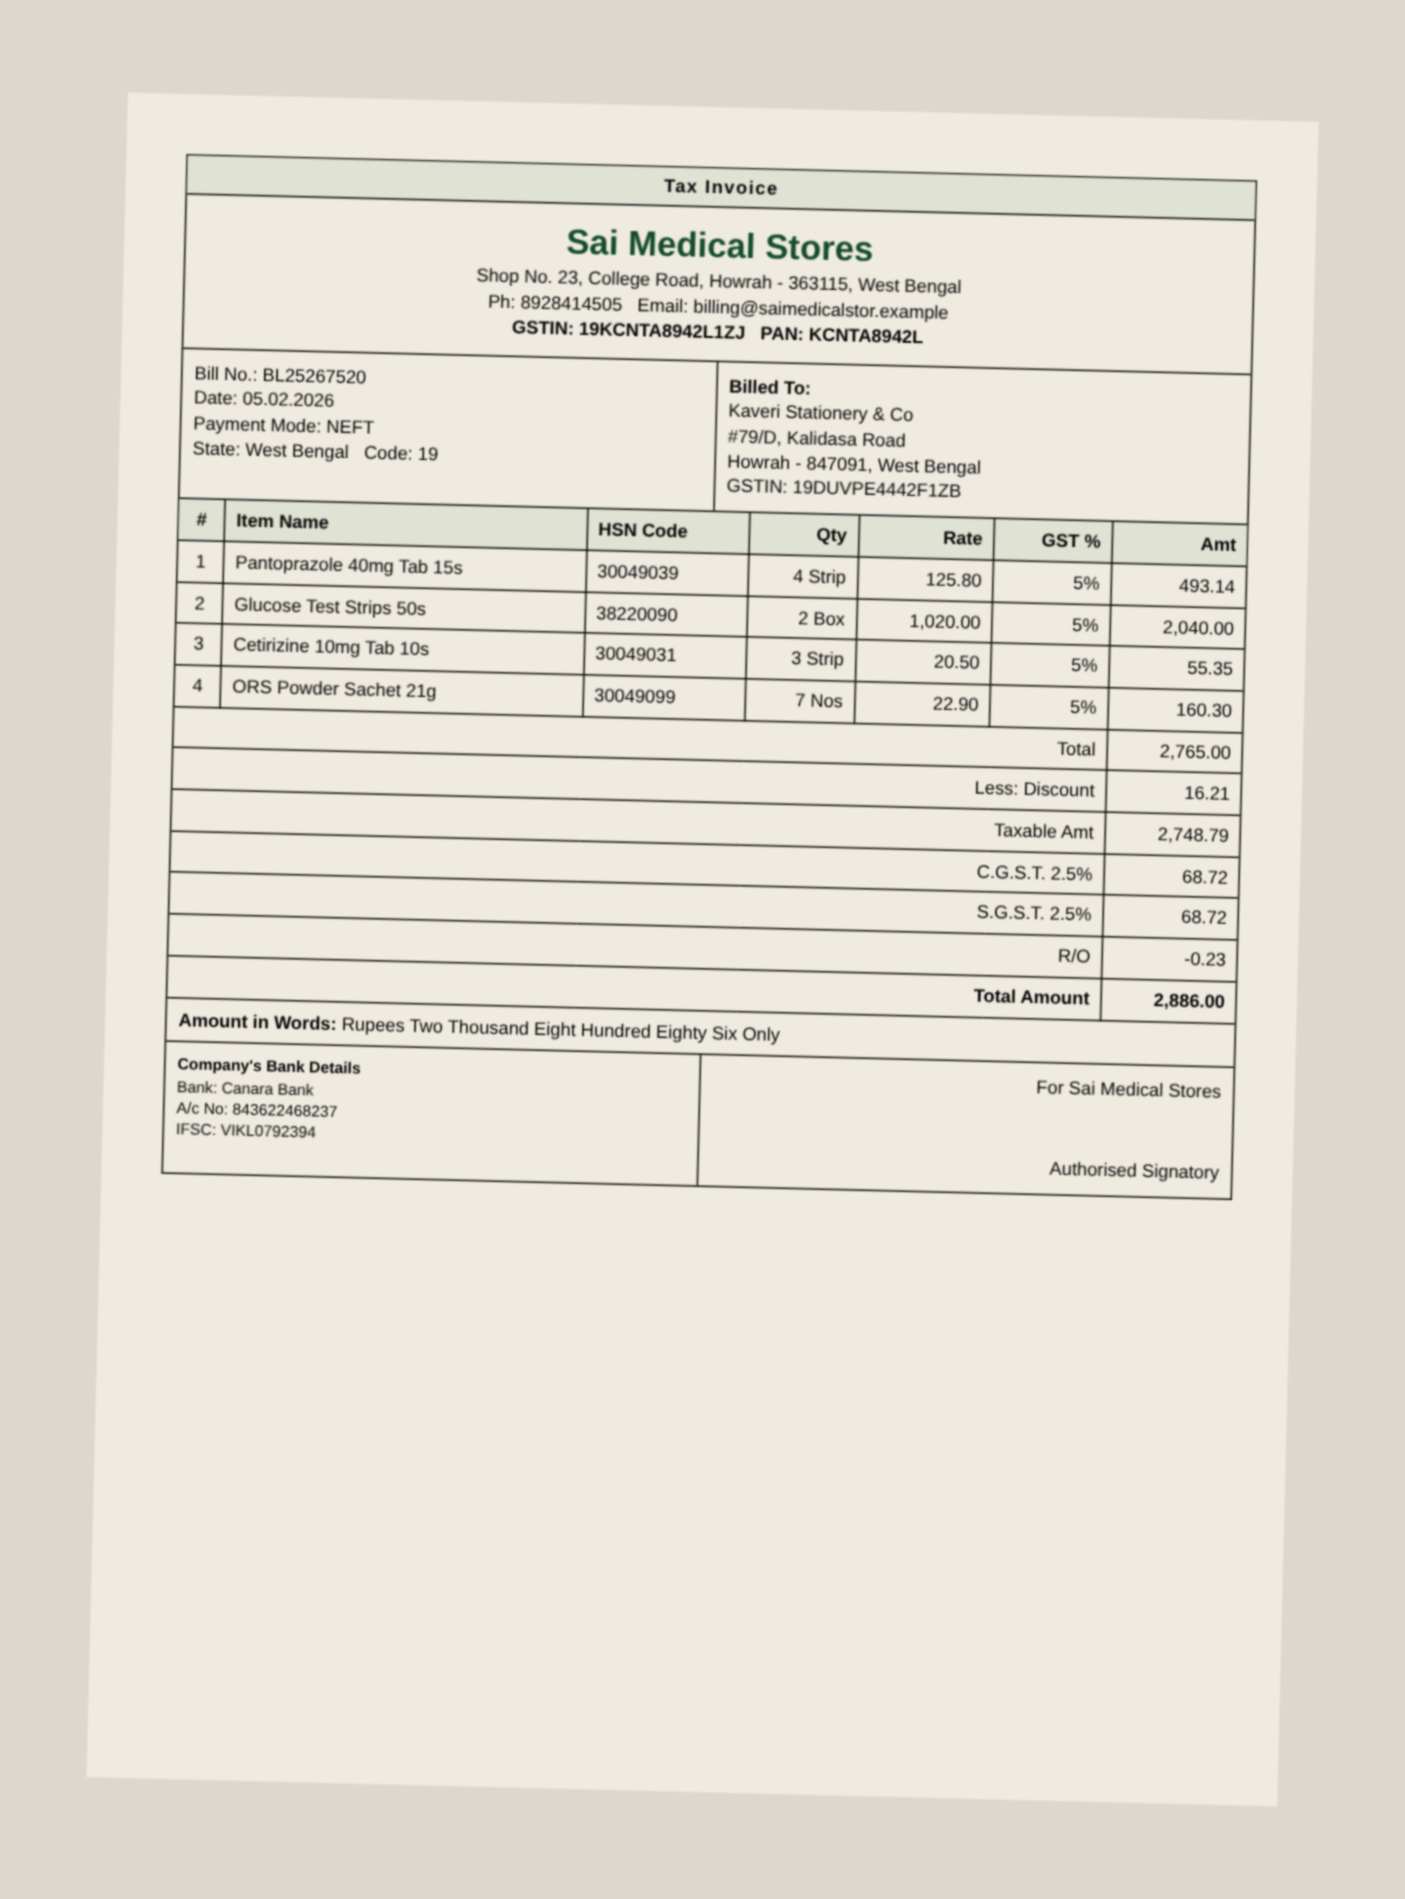 Tax Invoice
Sai Medical Stores
Shop No. 23, College Road, Howrah - 363115, West Bengal
Ph: 8928414505 Email: billing@saimedicalstor.example
GSTIN: 19KCNTA8942L1ZJ PAN: KCNTA8942L
Bill No.: BL25267520
Date: 05.02.2026
Payment Mode: NEFT
State: West Bengal Code: 19
Billed To:
Kaveri Stationery & Co
#79/D, Kalidasa Road
Howrah - 847091, West Bengal
GSTIN: 19DUVPE4442F1ZB
# Item Name HSN Code Qty Rate GST % Amt
1 Pantoprazole 40mg Tab 15s 30049039 4 Strip 125.80 5% 493.14
2 Glucose Test Strips 50s 38220090 2 Box 1,020.00 5% 2,040.00
3 Cetirizine 10mg Tab 10s 30049031 3 Strip 20.50 5% 55.35
4 ORS Powder Sachet 21g 30049099 7 Nos 22.90 5% 160.30
Total 2,765.00
Less: Discount 16.21
Taxable Amt 2,748.79
C.G.S.T. 2.5% 68.72
S.G.S.T. 2.5% 68.72
R/O -0.23
Total Amount 2,886.00
Amount in Words: Rupees Two Thousand Eight Hundred Eighty Six Only
Company's Bank Details
Bank: Canara Bank
A/c No: 843622468237
IFSC: VIKL0792394
For Sai Medical Stores
Authorised Signatory